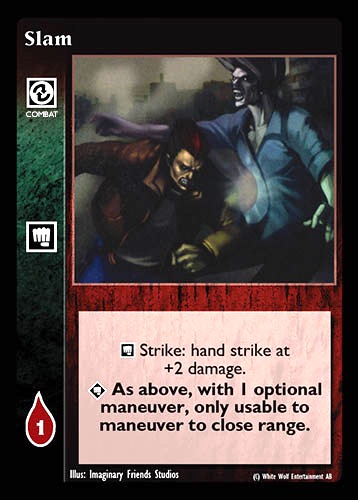 Slam
COMBAT
Strike: hand strike at
+2 damage.
As above, with 1 optional
maneuver, only usable to
maneuver to close range.
1
Illus: Imaginary Friends Studios
(C) White Wolf Entertainment AB